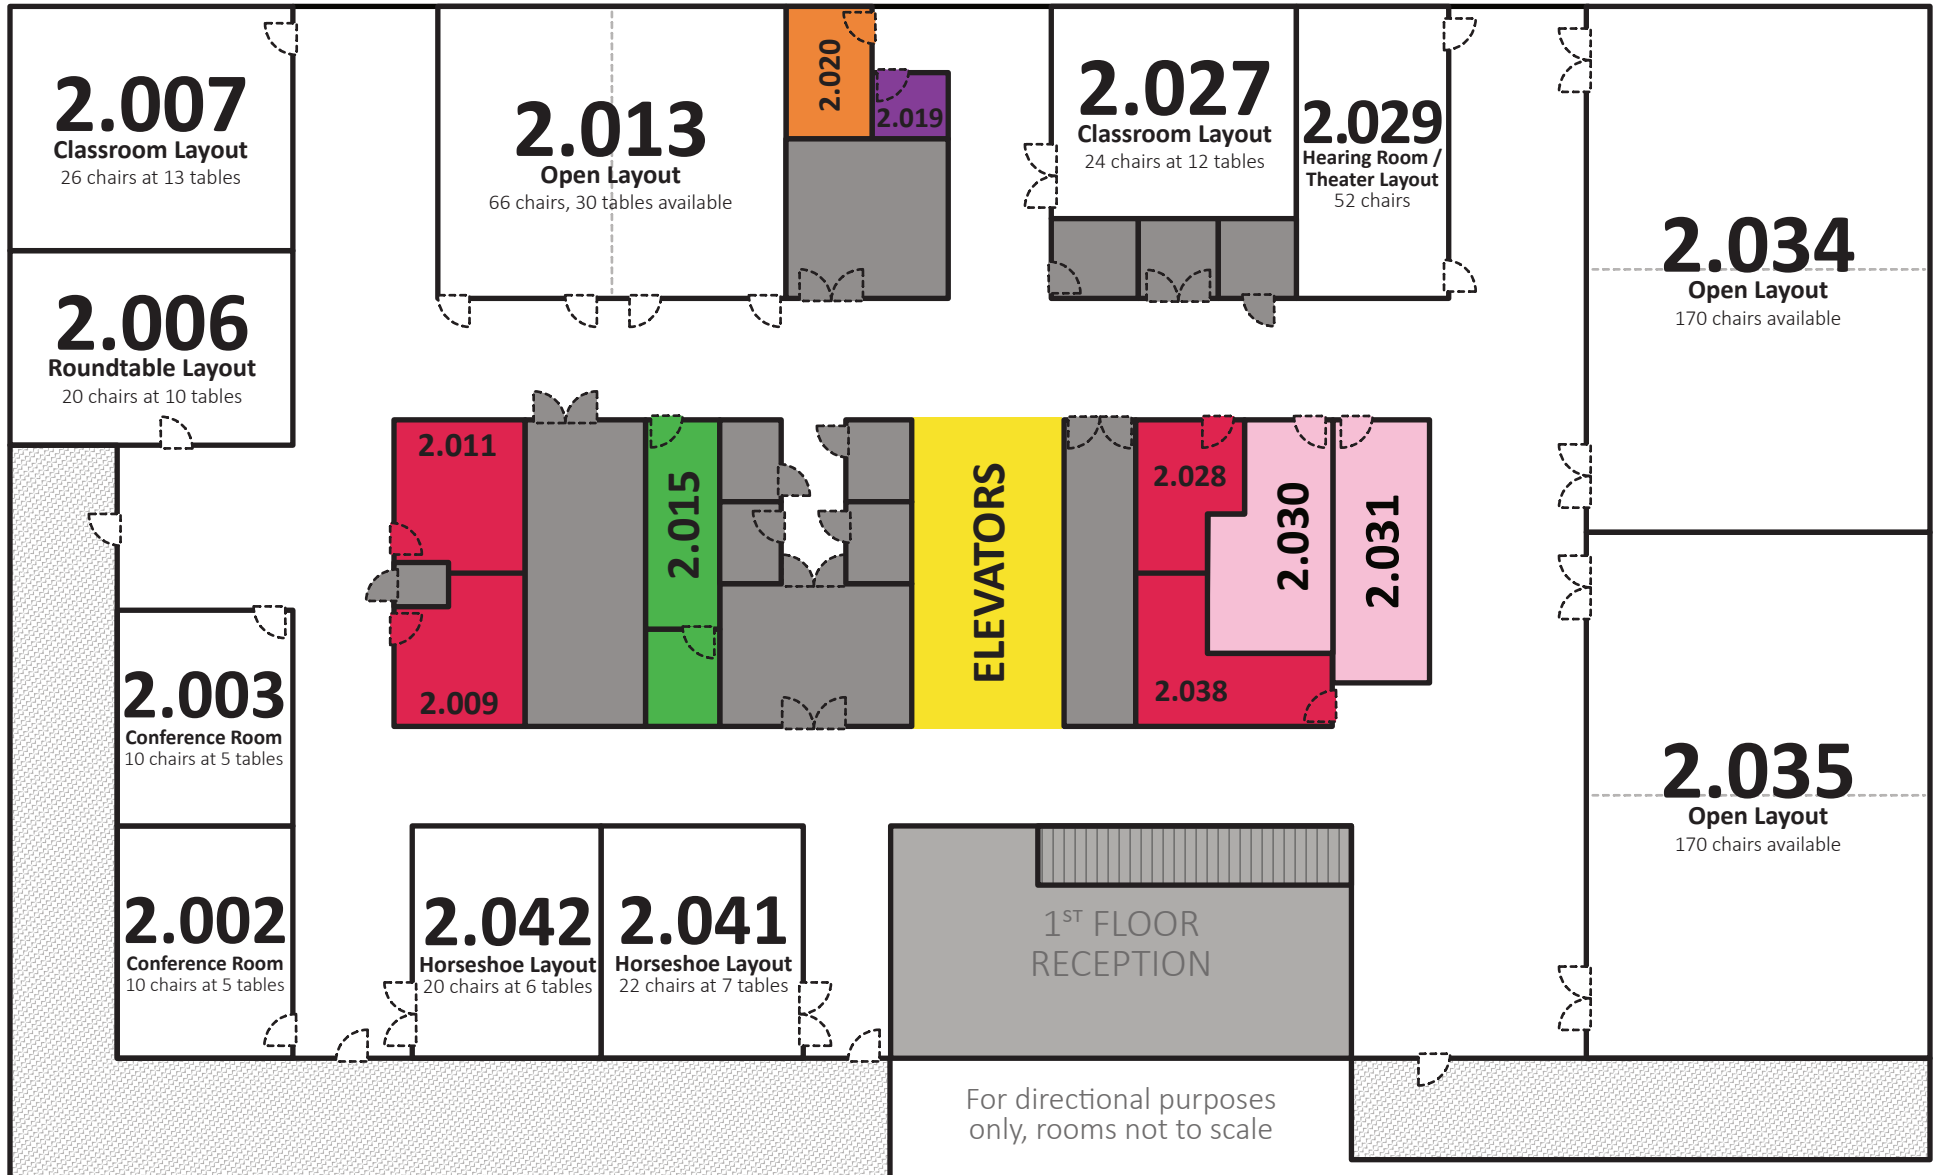 2.007
Classroom Layout
26 chairs at 13 tables
2.006
Roundtable Layout
20 chairs at 10 tables
2.013
Open Layout
66 chairs, 30 tables available
2.020
2.019
2.027
Classroom Layout
24 chairs at 12 tables
2.029
Hearing Room /
Theater Layout
52 chairs
2.034
Open Layout
170 chairs available
2.011
2.009
2.015
ELEVATORS
2.028
2.038
2.030
2.031
2.003
Conference Room
10 chairs at 5 tables
2.002
Conference Room
10 chairs at 5 tables
2.042
Horseshoe Layout
20 chairs at 6 tables
2.041
Horseshoe Layout
22 chairs at 7 tables
1ST FLOOR
RECEPTION
2.035
Open Layout
170 chairs available
For directional purposes
only, rooms not to scale